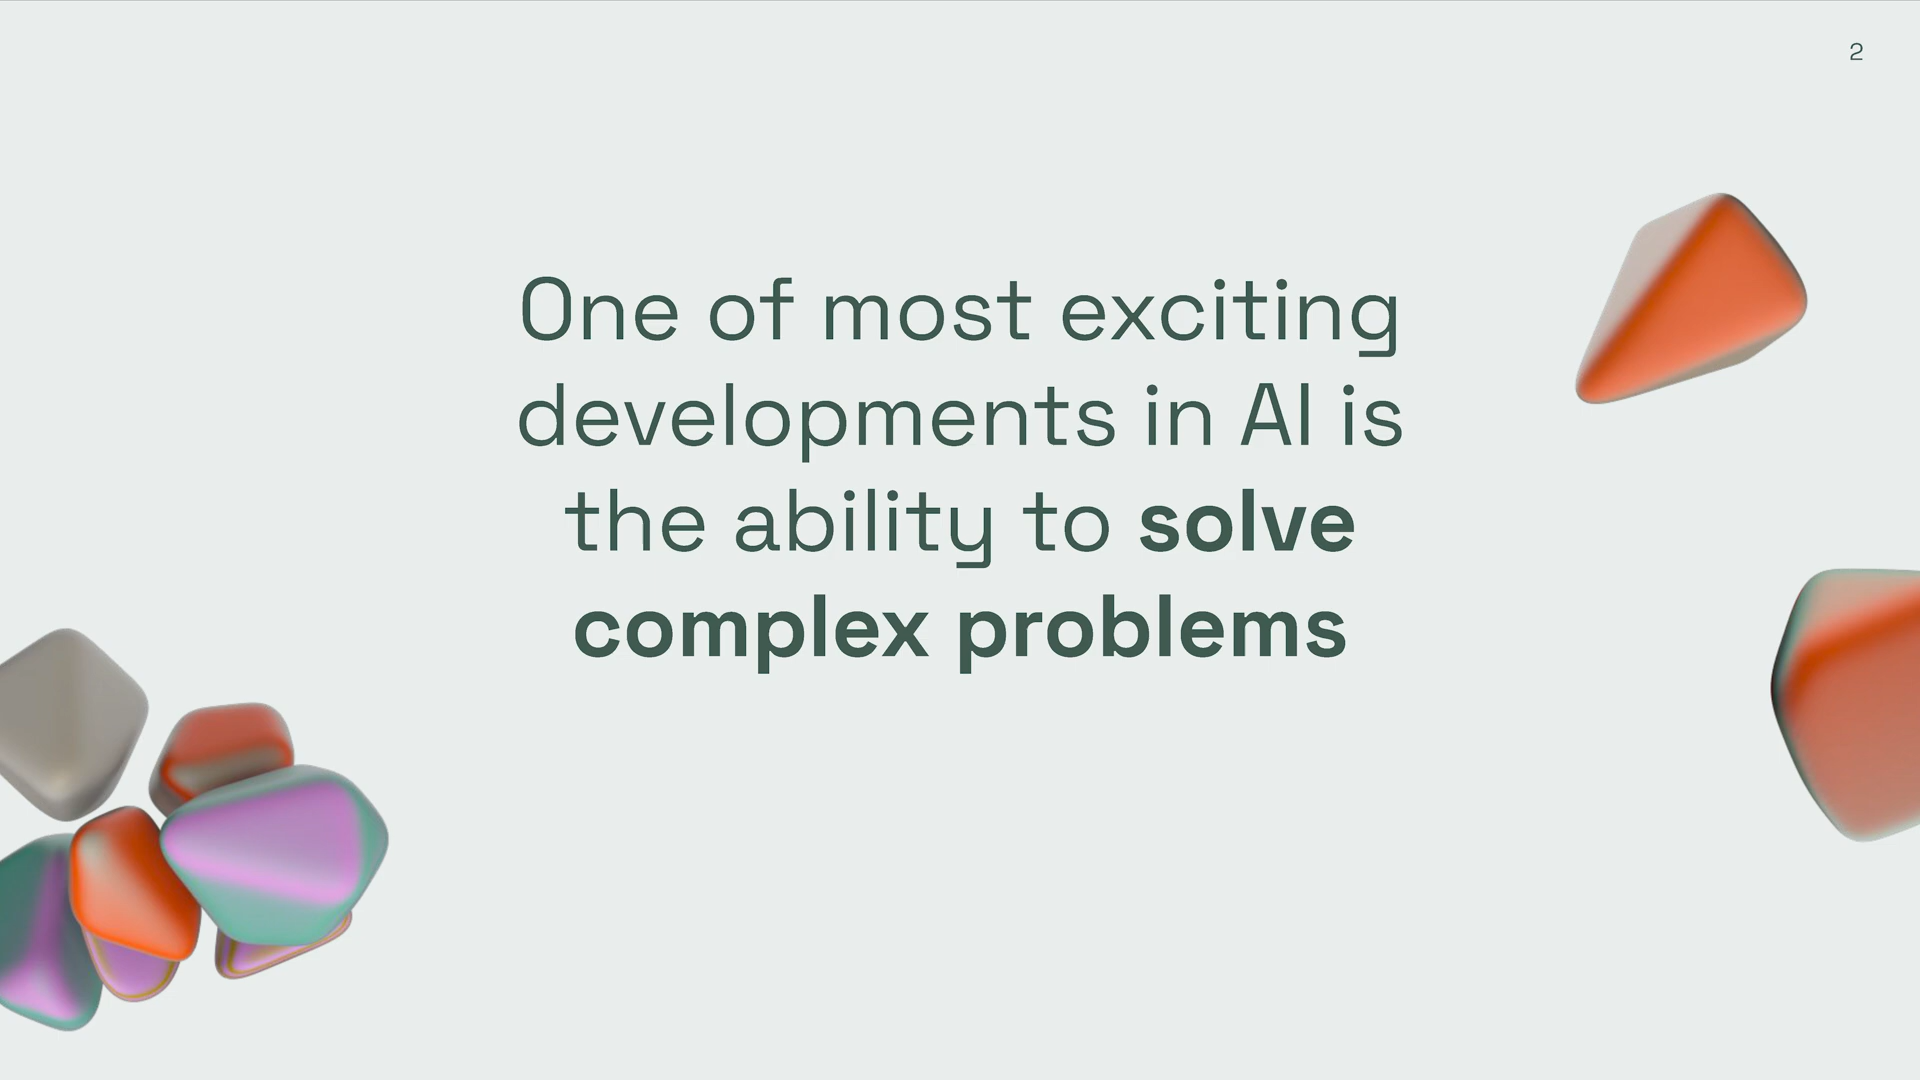 2
One of most exciting
developments in AI is
the ability to solve
complex problems